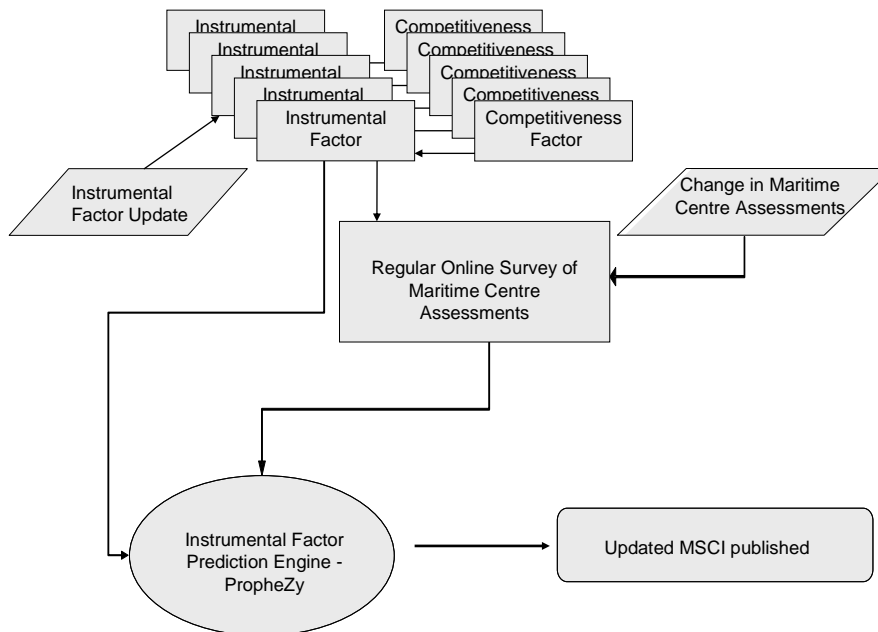 Instrumental
Competitiveness
Instrumental
Competitiveness
Instrumental
Competitiveness
Instrumental
Competitiveness
Instrumental
Factor
Competitiveness
Factor
Instrumental
Factor Update
Change in Maritime
Centre Assessments
Regular Online Survey of
Maritime Centre
Assessments
Instrumental Factor
Prediction Engine -
PropheZy
Updated MSCI published